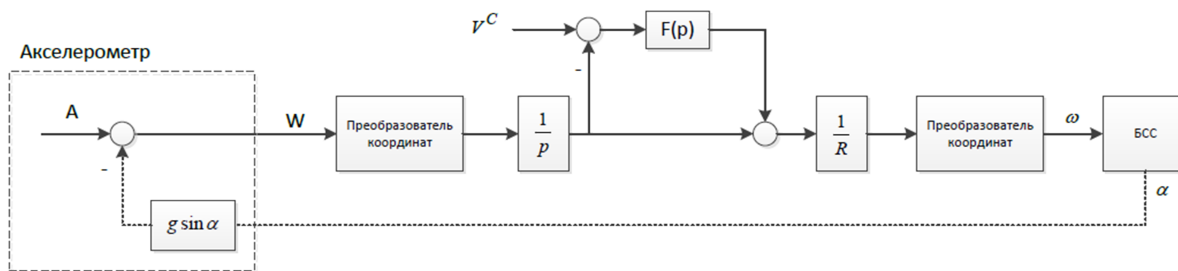 V^C
F(p)
-
Акселерометр
A
W
Преобразователь
координат
1
p
1
R
Преобразователь
координат
ω
БСС
-
α
g sin α